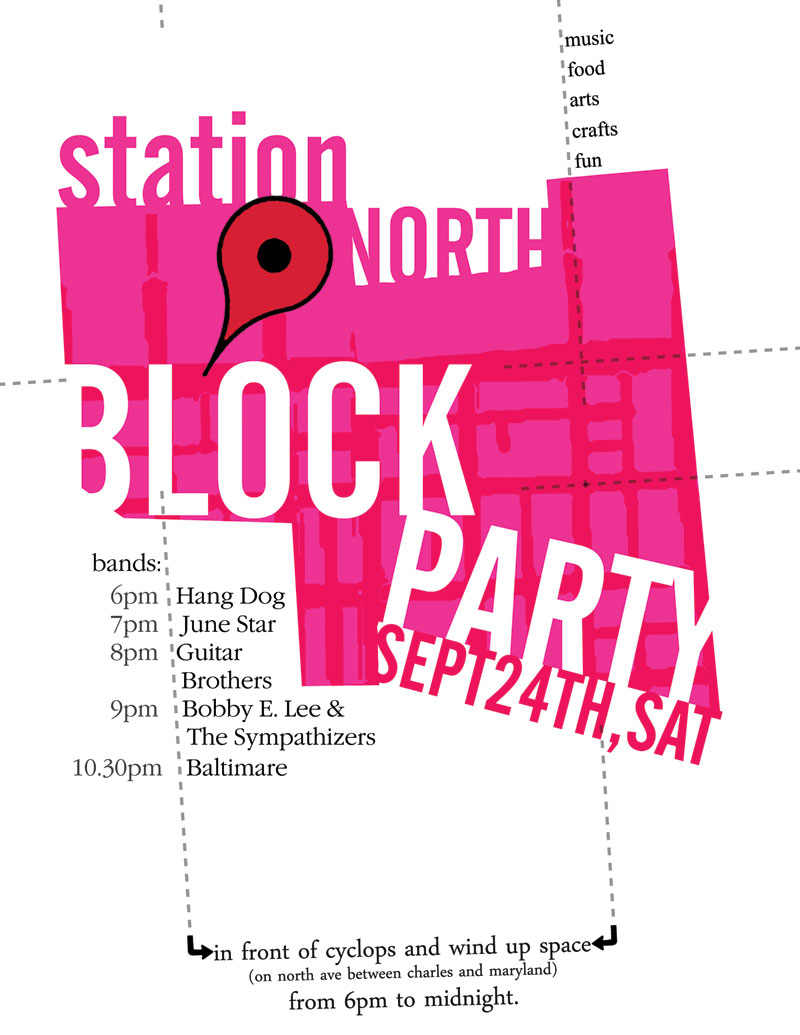 music
food
arts
crafts
fun
station
NORTH
BLOCK
PARTY
SEPT24TH, SAT
bands:
6pm Hang Dog
7pm June Star
8pm Guitar
Brothers
9pm Bobby E. Lee &
The Sympathizers
10.30pm Baltimare
in front of cyclops and wind up space
(on north ave between charles and maryland)
from 6pm to midnight.